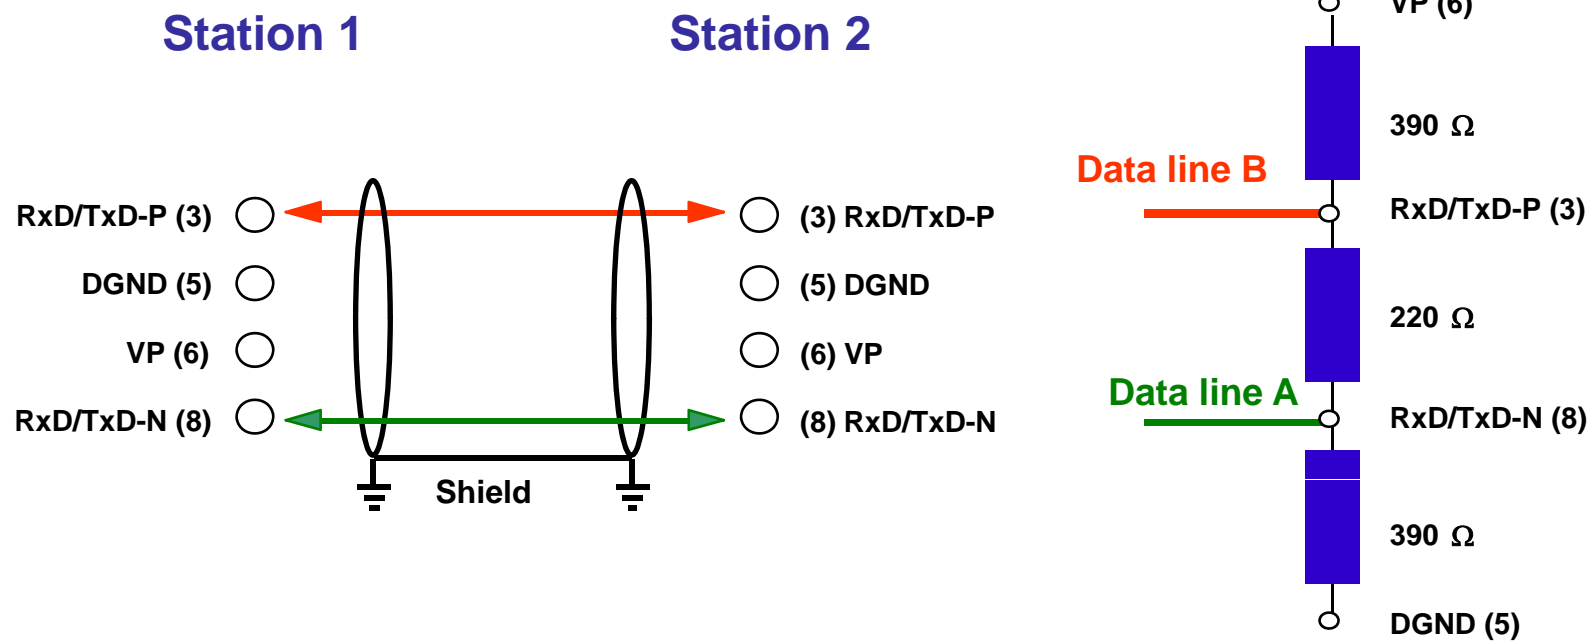 Station 1
Station 2
RxD/TxD-P (3)
(3) RxD/TxD-P
DGND (5)
(5) DGND
VP (6)
(6) VP
RxD/TxD-N (8)
(8) RxD/TxD-N
Shield
VP (6)
390 Ω
Data line B
RxD/TxD-P (3)
220 Ω
Data line A
RxD/TxD-N (8)
390 Ω
DGND (5)